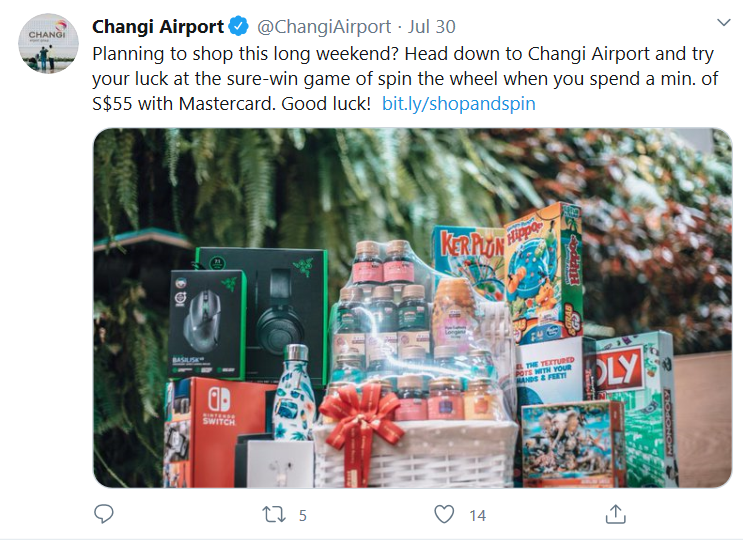 Changi Airport @ChangiAirport · Jul 30
Planning to shop this long weekend? Head down to Changi Airport and try
your luck at the sure-win game of spin the wheel when you spend a min. of
S$55 with Mastercard. Good luck! bit.ly/shopandspin
CHANGI
KERPLUNK
HIPPOS
BASILISK
NINTENDO
SWITCH
THE TEXTURED
WITH YOUR
HANDS & FEET!
OLY
5
14